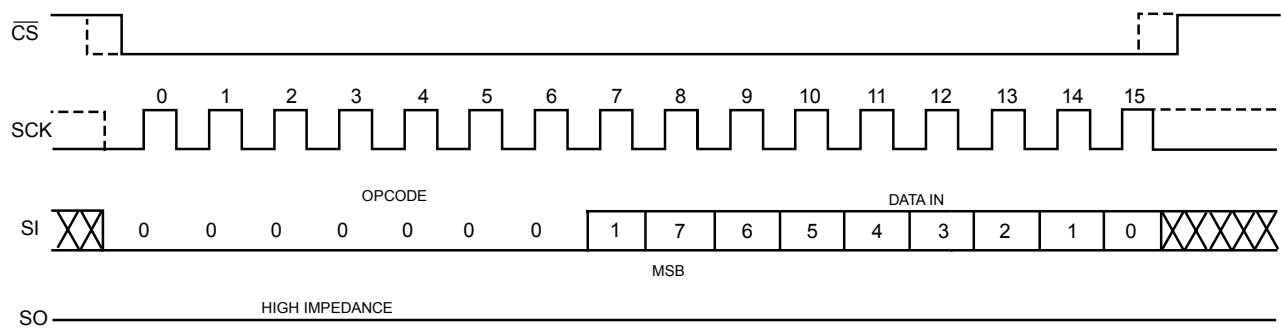 CS
0 1 2 3 4 5 6 7 8 9 10 11 12 13 14 15
SCK
OPCODE DATA IN
SI 0 0 0 0 0 0 0 1 7 6 5 4 3 2 1 0
MSB
HIGH IMPEDANCE
SO